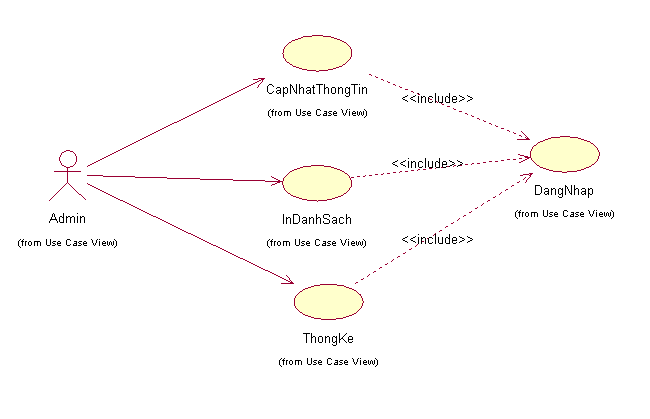 CapNhatThongTin
(from Use Case View)
<<include>>
<<include>>
DangNhap
(from Use Case View)
Admin
(from Use Case View)
InDanhSach
(from Use Case View)
<<include>>
ThongKe
(from Use Case View)